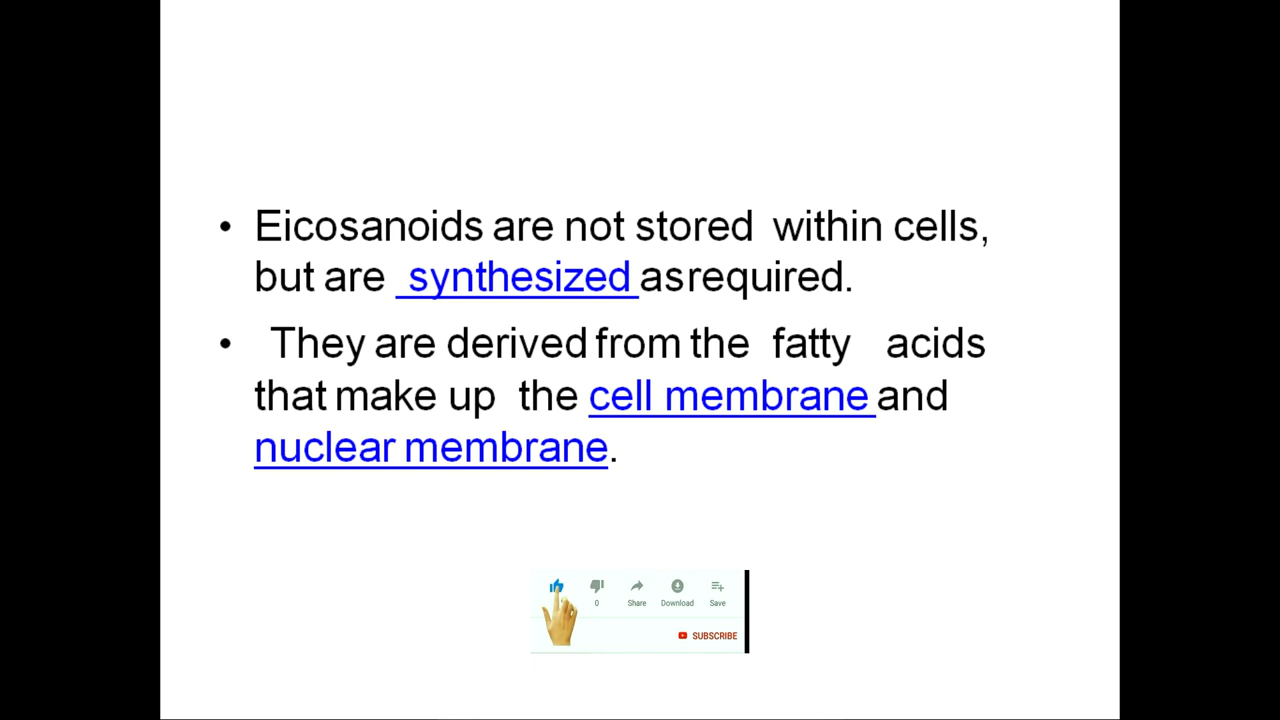 • Eicosanoids are not stored within cells,
but are synthesized asrequired.
• They are derived from the fatty acids
that make up the cell membrane and
nuclear membrane.
0 Share Download Save
SUBSCRIBE